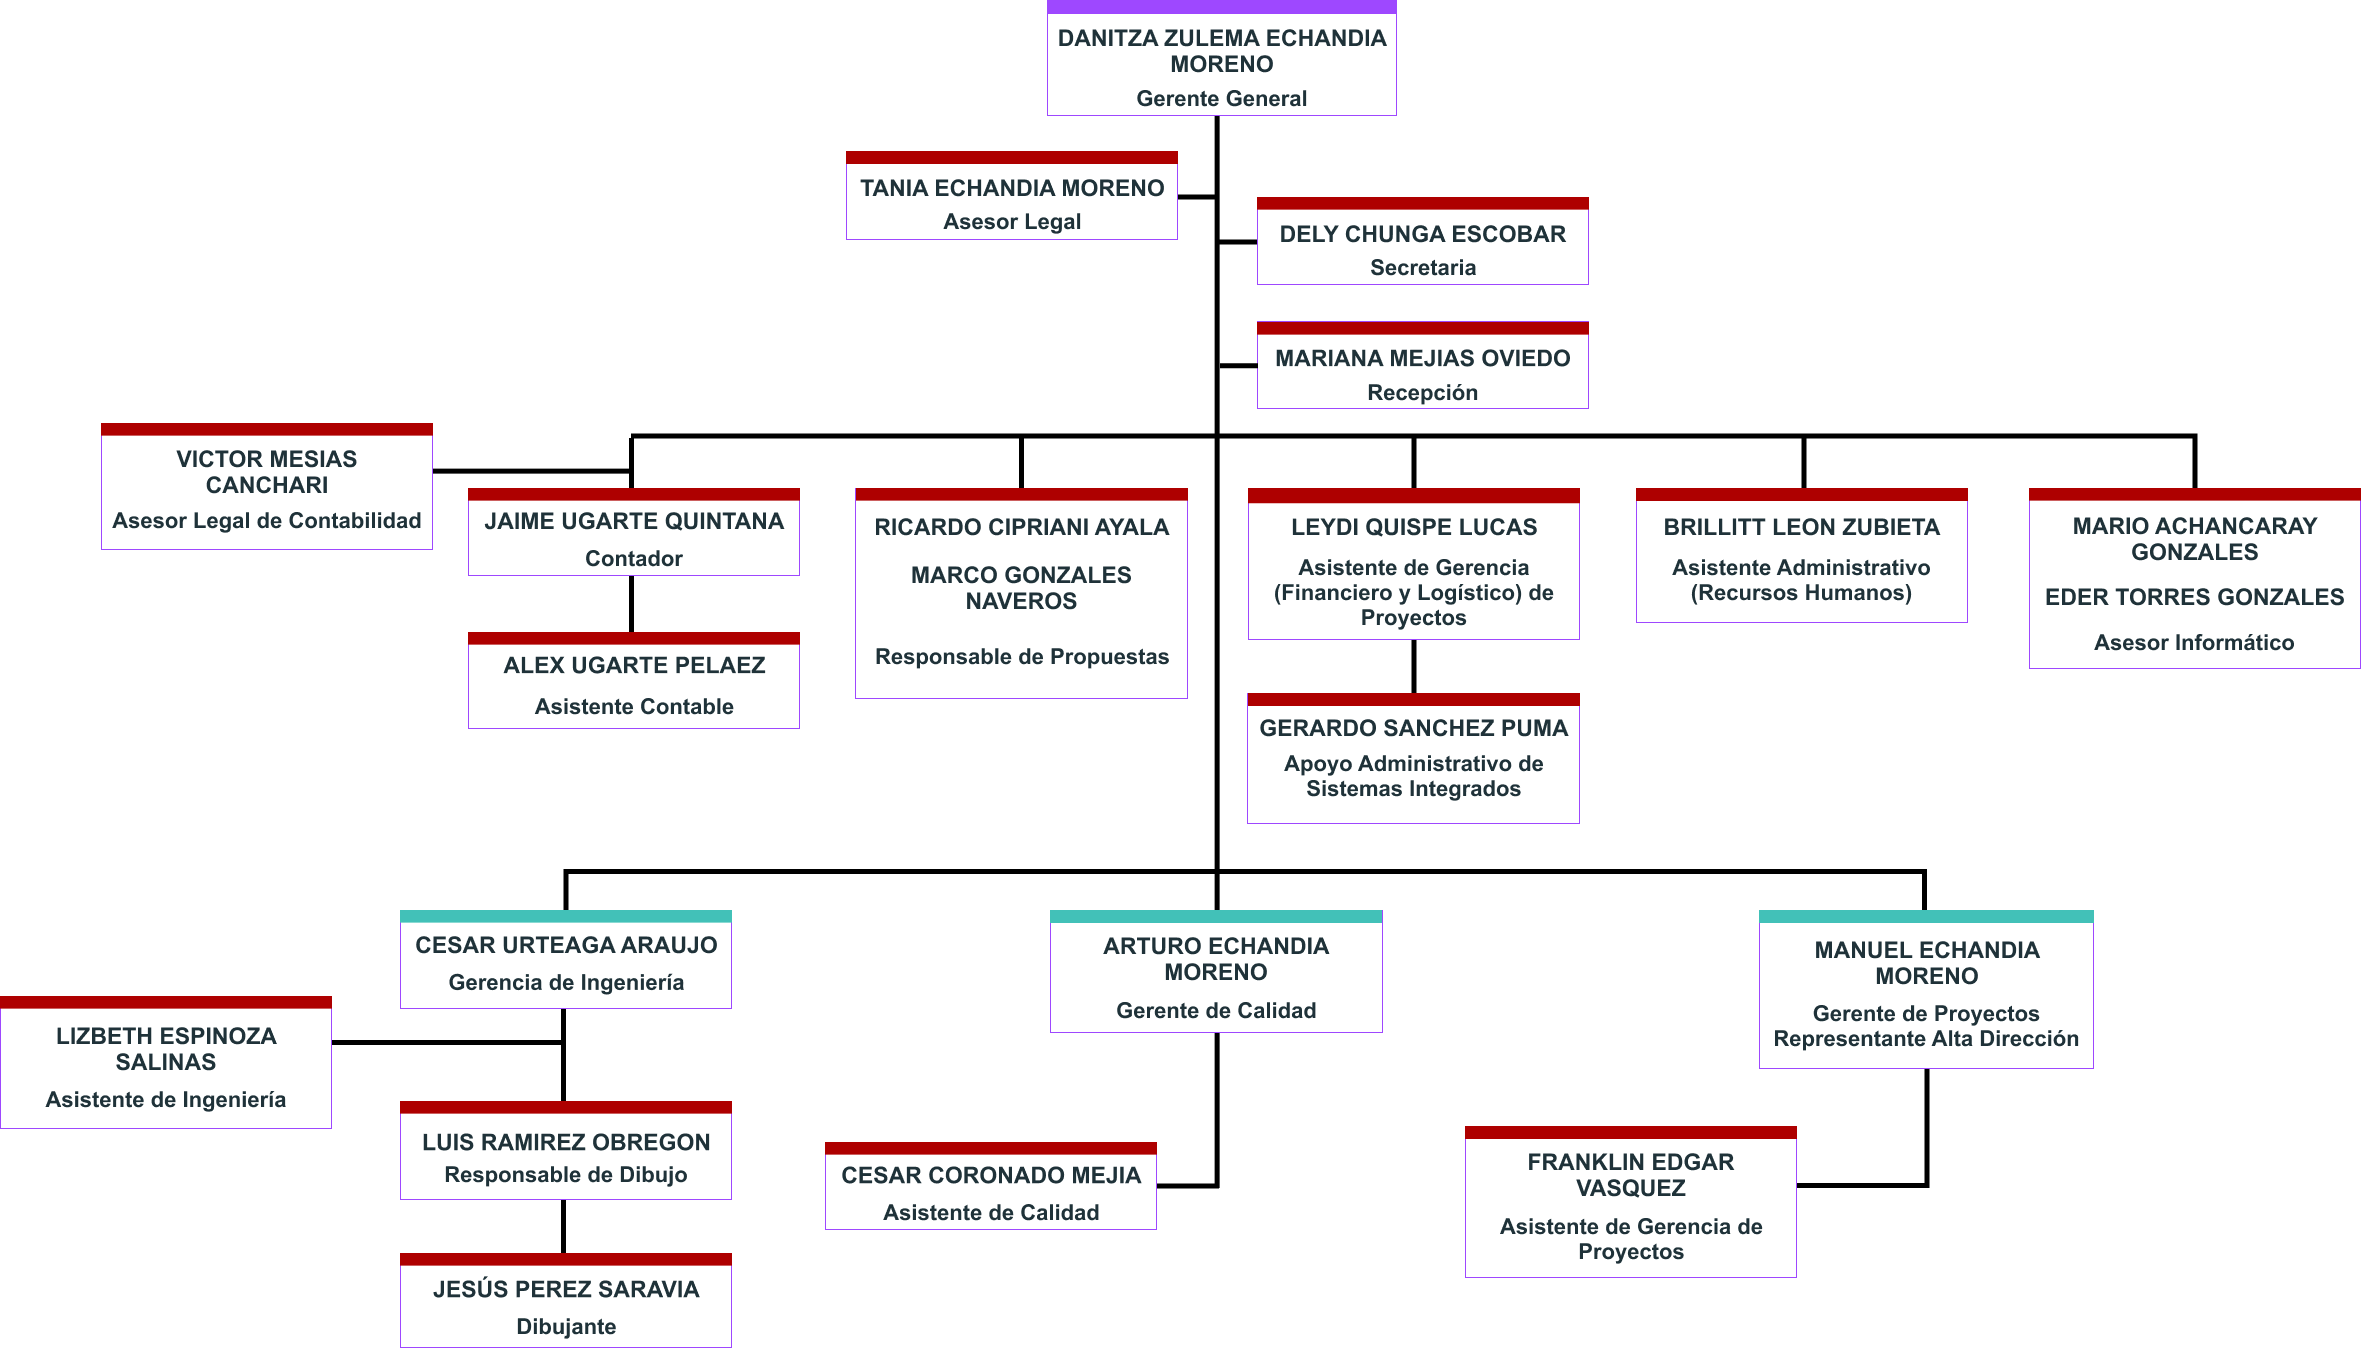 DANITZA ZULEMA ECHANDIA
MORENO
Gerente General
TANIA ECHANDIA MORENO
Asesor Legal
DELY CHUNGA ESCOBAR
Secretaria
MARIANA MEJIAS OVIEDO
Recepción
VICTOR MESIAS
CANCHARI
Asesor Legal de Contabilidad
JAIME UGARTE QUINTANA
Contador
ALEX UGARTE PELAEZ
Asistente Contable
RICARDO CIPRIANI AYALA
MARCO GONZALES
NAVEROS
Responsable de Propuestas
LEYDI QUISPE LUCAS
Asistente de Gerencia
(Financiero y Logístico) de
Proyectos
GERARDO SANCHEZ PUMA
Apoyo Administrativo de
Sistemas Integrados
BRILLITT LEON ZUBIETA
Asistente Administrativo
(Recursos Humanos)
MARIO ACHANCARAY
GONZALES
EDER TORRES GONZALES
Asesor Informático
CESAR URTEAGA ARAUJO
Gerencia de Ingeniería
LIZBETH ESPINOZA
SALINAS
Asistente de Ingeniería
LUIS RAMIREZ OBREGON
Responsable de Dibujo
JESÚS PEREZ SARAVIA
Dibujante
ARTURO ECHANDIA
MORENO
Gerente de Calidad
CESAR CORONADO MEJIA
Asistente de Calidad
MANUEL ECHANDIA
MORENO
Gerente de Proyectos
Representante Alta Dirección
FRANKLIN EDGAR
VASQUEZ
Asistente de Gerencia de
Proyectos